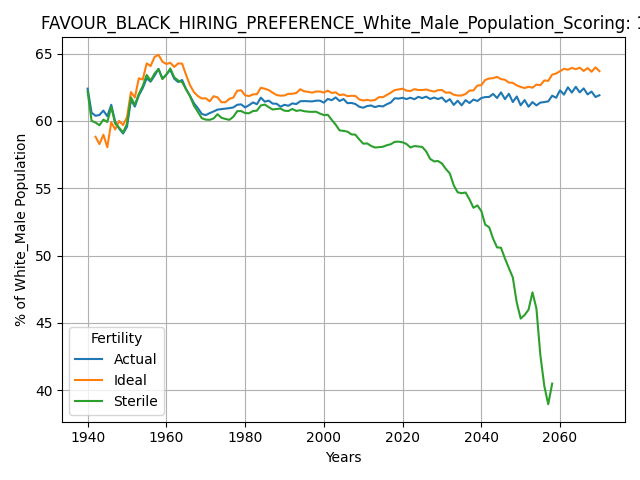 FAVOUR_BLACK_HIRING_PREFERENCE_White_Male_Population_Scoring: 1
65
60
55
50
45
40
% of White_Male Population
Fertility
Actual
Ideal
Sterile
1940 1960 1980 2000 2020 2040 2060
Years